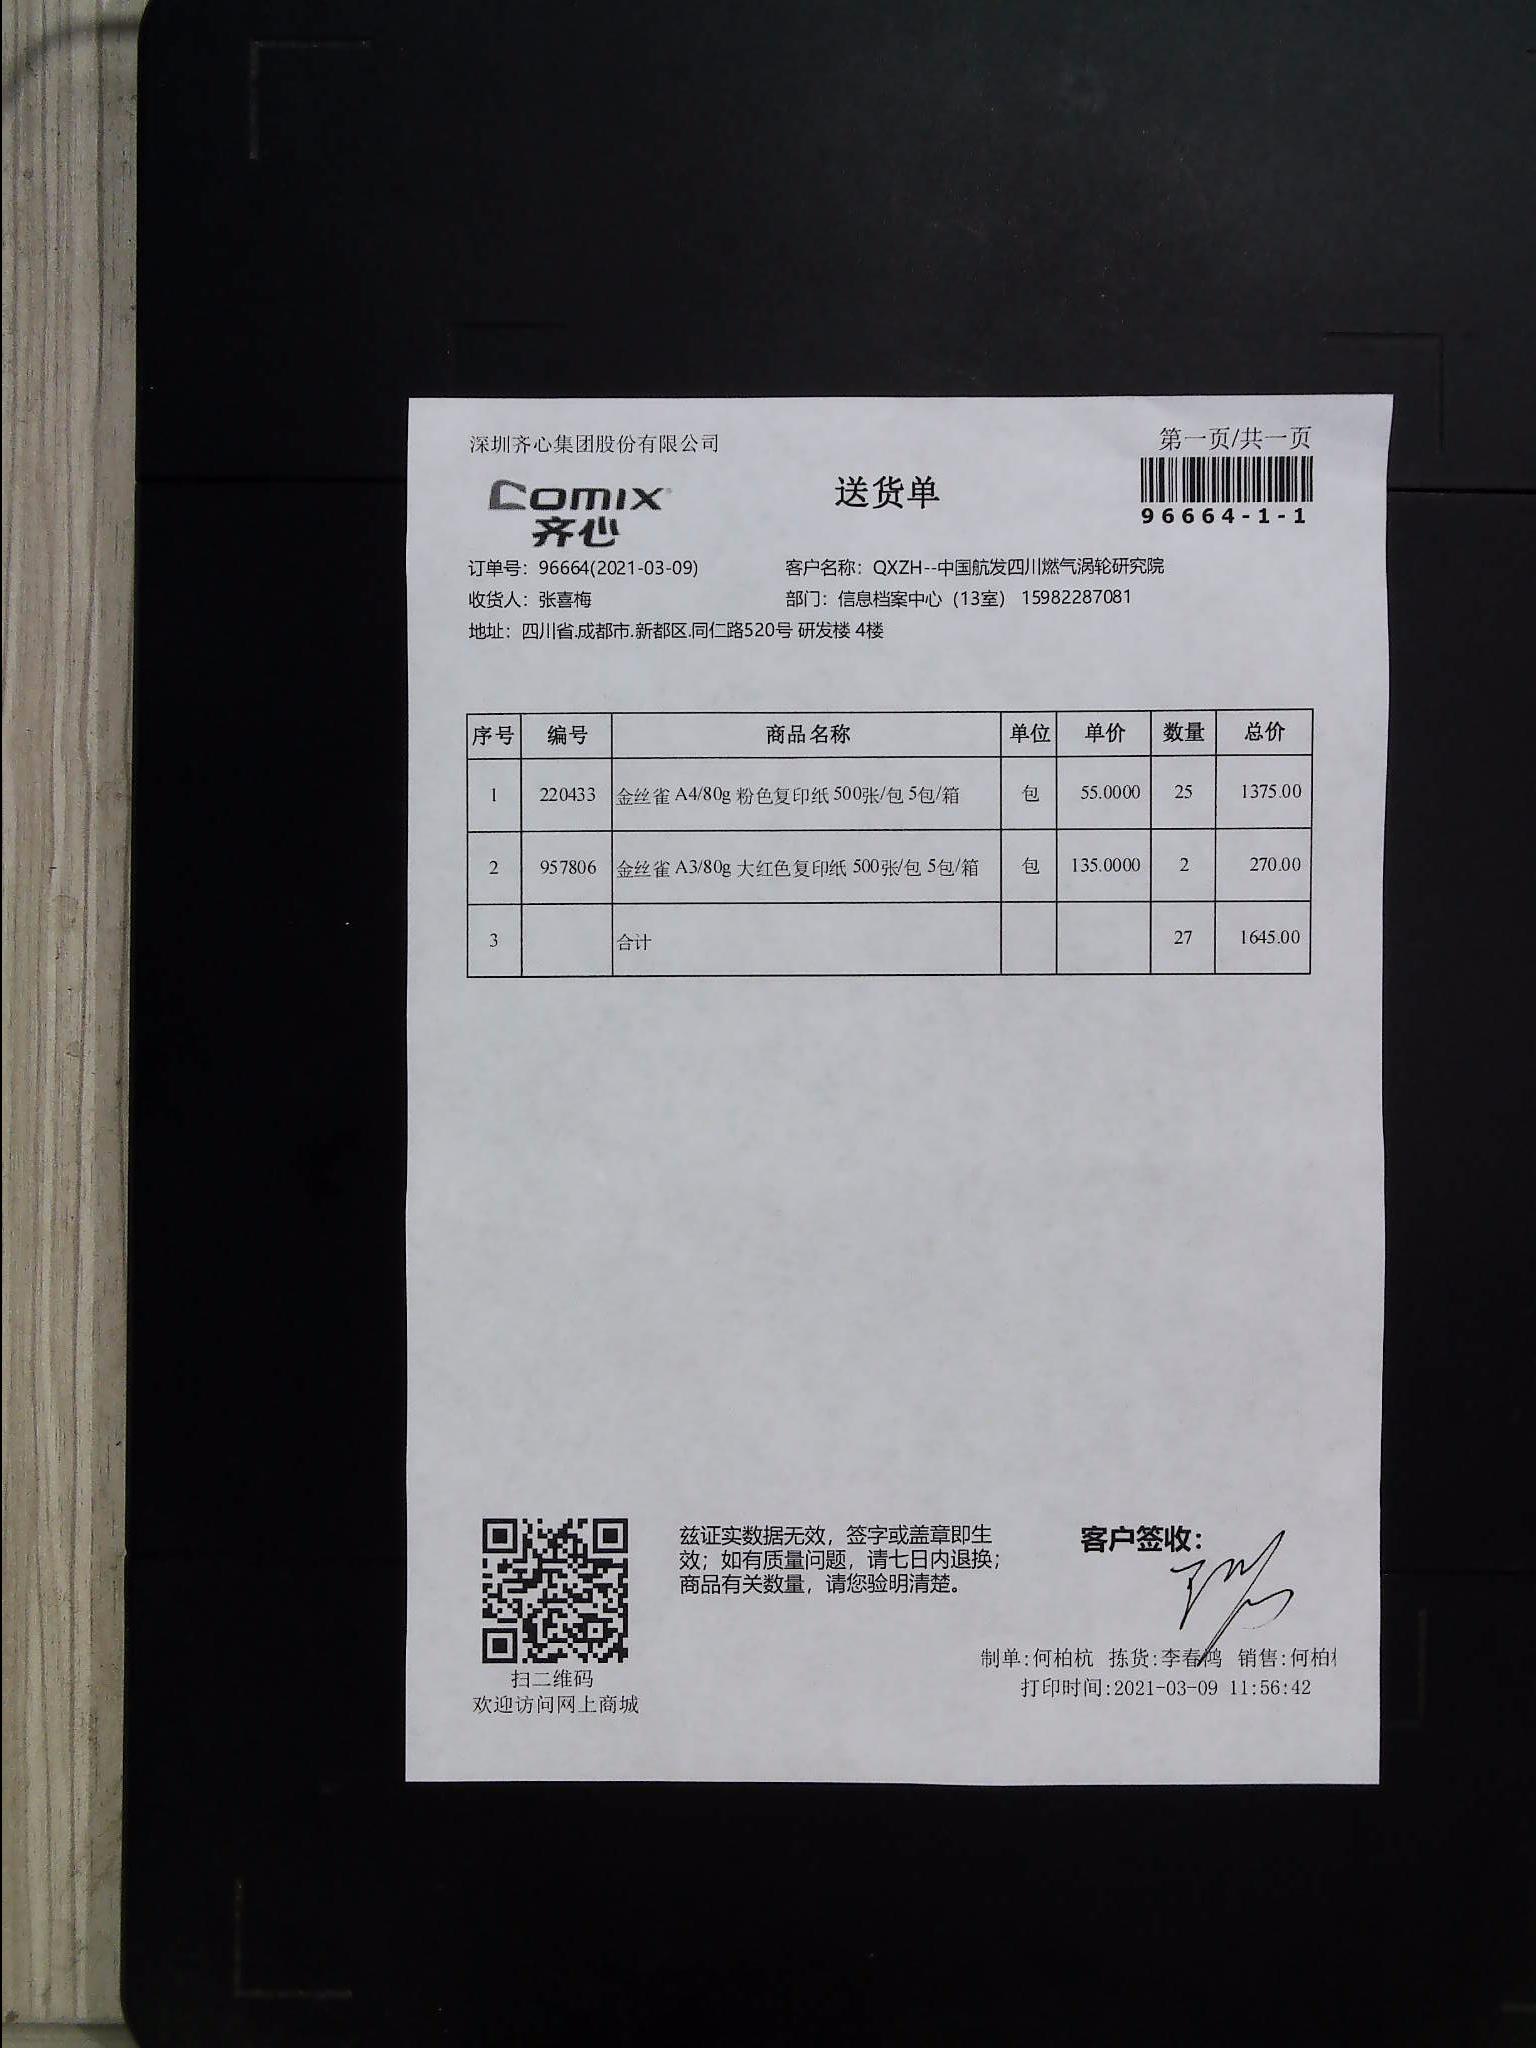 深圳齐心集团股份有限公司
第一页/共一页
comix
齐心
送货单
96664-1-1
订单号：96664(2021-03-09) 客户名称：QXZH--中国航发四川燃气涡轮研究院
收货人：张喜梅 部门：信息档案中心（13室） 15982287081
地址：四川省.成都市.新都区.同仁路520号 研发楼 4楼
序号 编号 商品名称 单位 单价 数量 总价
1 220433 金丝雀 A4/80g 粉色复印纸 500张/包 5包/箱 包 55.0000 25 1375.00
2 957806 金丝雀 A3/80g 大红色复印纸 500张/包 5包/箱 包 135.0000 2 270.00
3 合计 27 1645.00
兹证实数据无效，签字或盖章即生
效；如有质量问题，请七日内退换；
商品有关数量，请您验明清楚。
客户签收：
制单:何柏杭 拣货:李春鸿 销售:何柏
打印时间:2021-03-09 11:56:42
扫二维码
欢迎访问网上商城